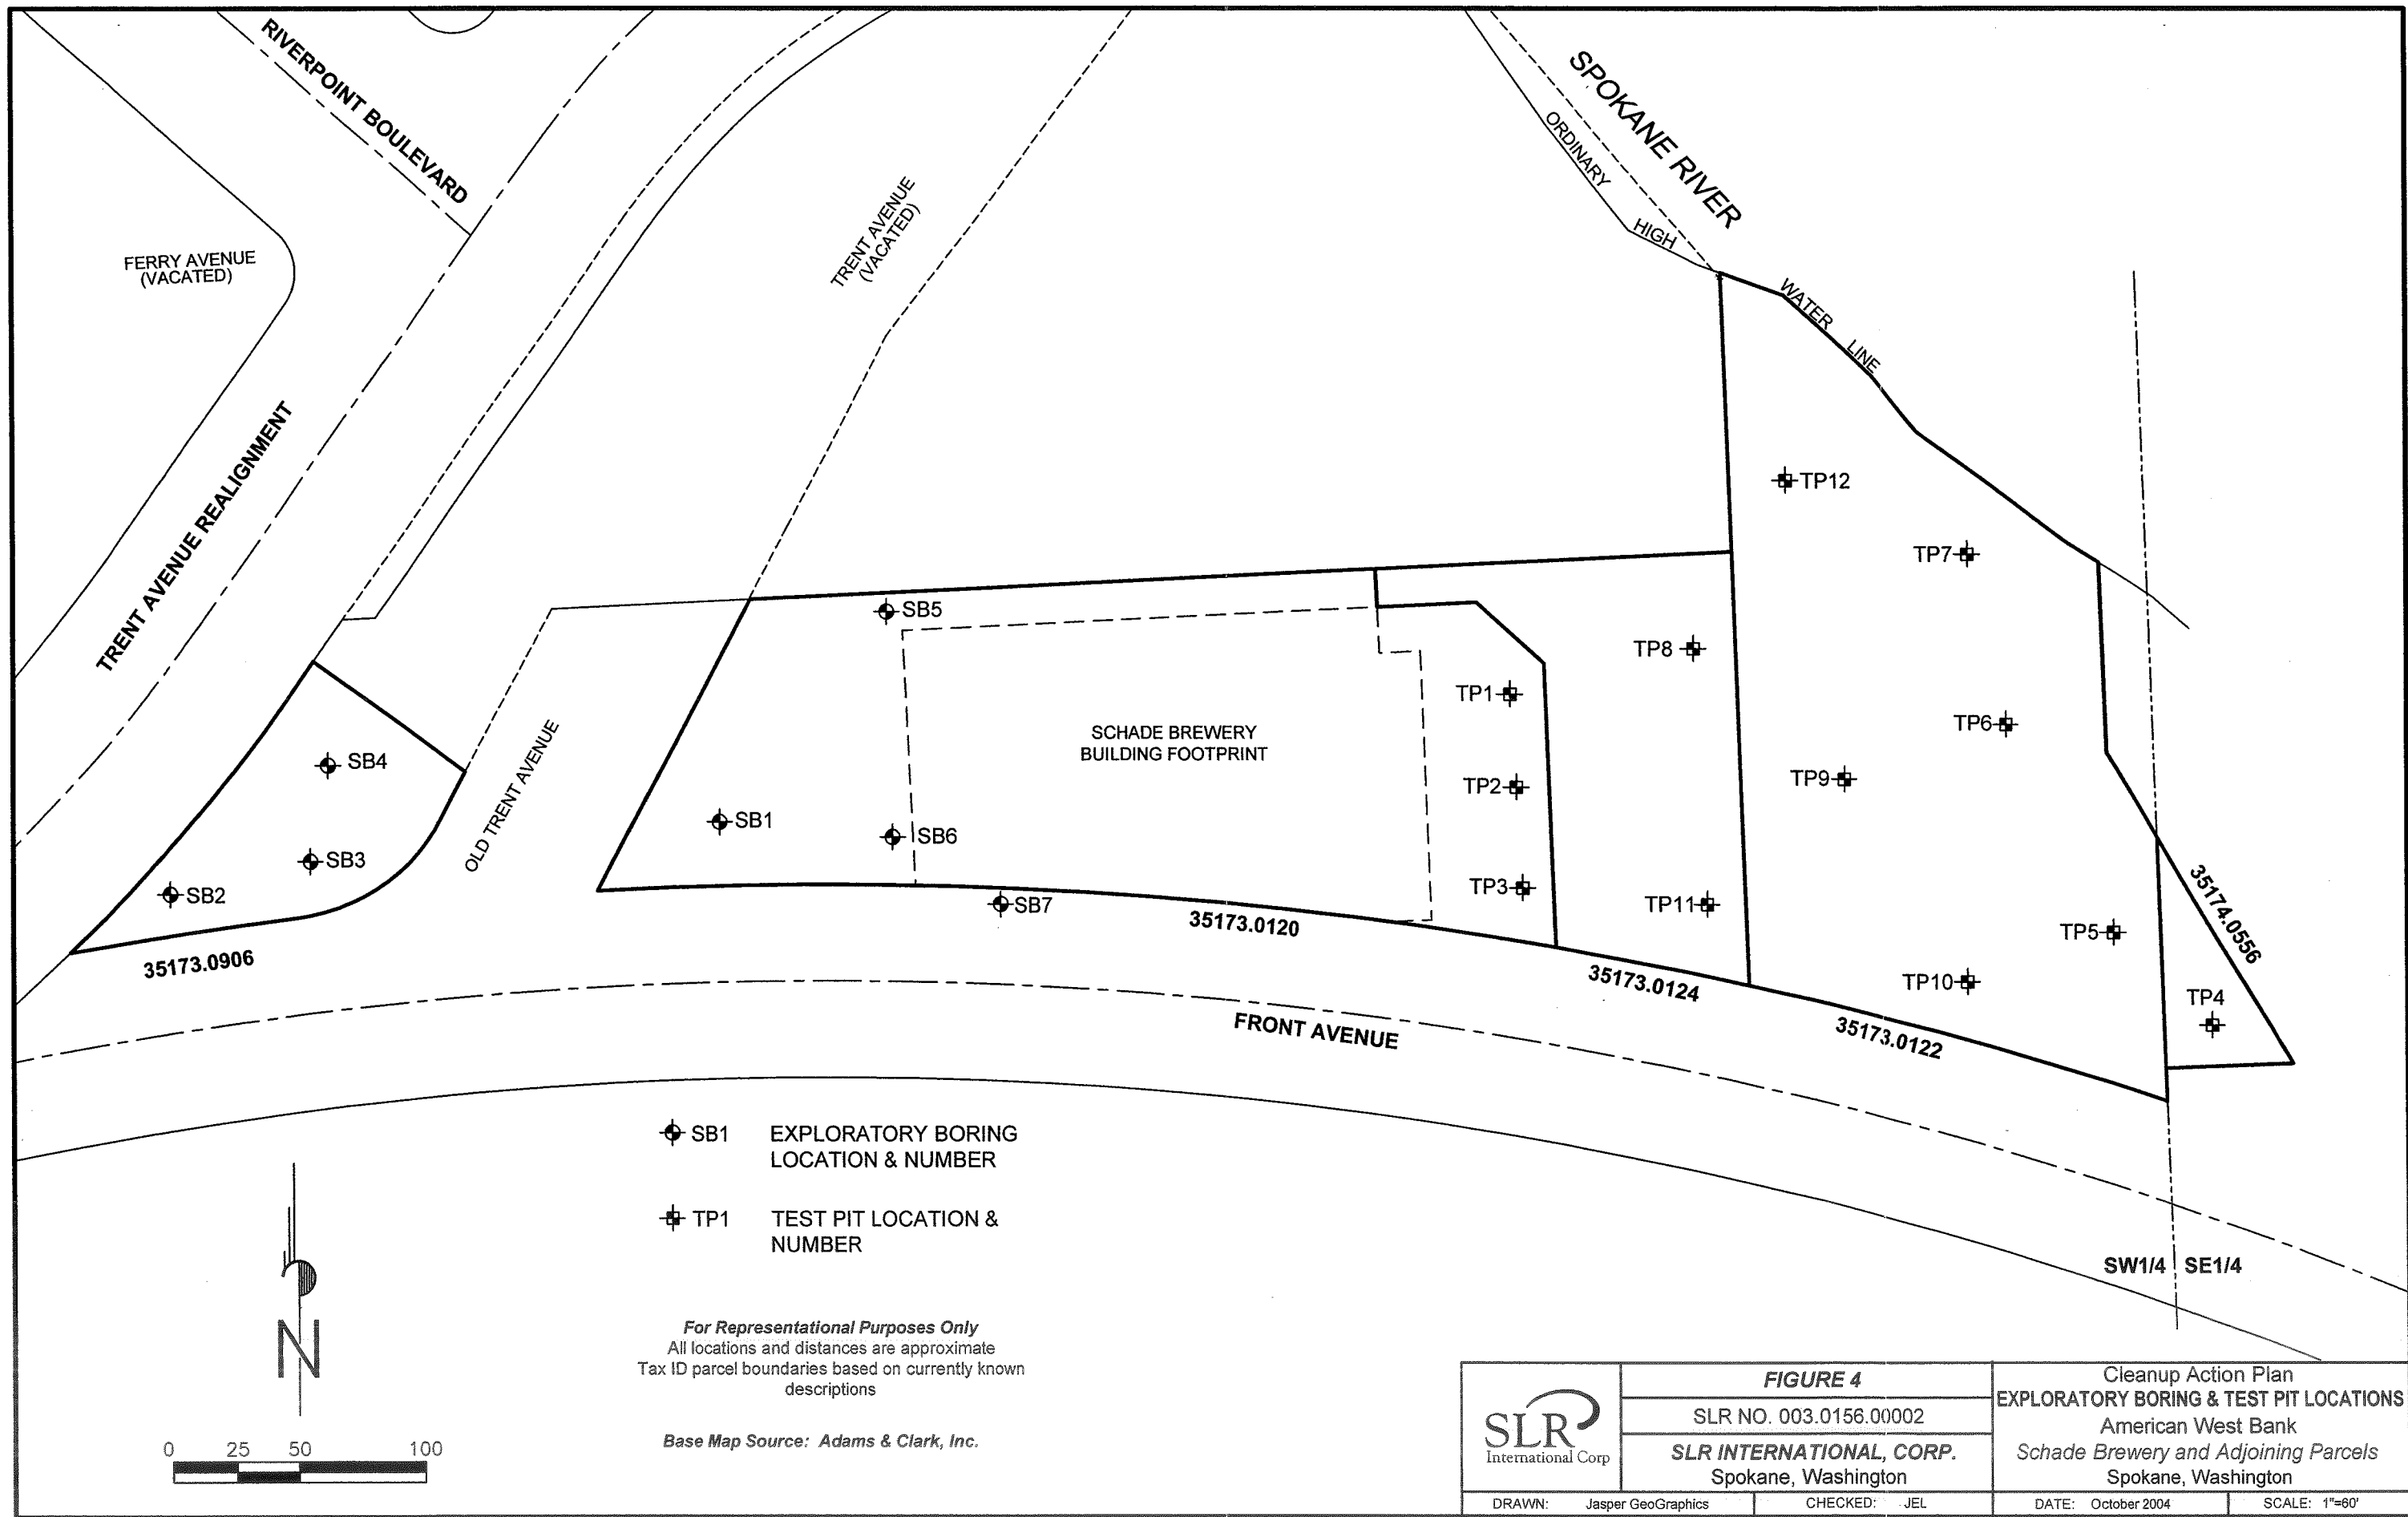 RIVERPOINT BOULEVARD
SPOKANE RIVER
ORDINARY
HIGH
WATER
LINE
TRENT AVENUE
(VACATED)
FERRY AVENUE
(VACATED)
TRENT AVENUE REALIGNMENT
OLD TRENT AVENUE
TP12
TP7
SB5
TP8
TP1
TP6
SCHADE BREWERY
BUILDING FOOTPRINT
SB4
TP2
TP9
SB1
SB6
SB3
SB2
TP3
SB7
TP11
TP5
TP10
TP4
35173.0906
35173.0120
35173.0124
35173.0122
35174.0556
FRONT AVENUE
SB1 EXPLORATORY BORING
LOCATION & NUMBER
TP1 TEST PIT LOCATION &
NUMBER
SW1/4 SE1/4
N
0 25 50 100
For Representational Purposes Only
All locations and distances are approximate
Tax ID parcel boundaries based on currently known
descriptions
Base Map Source: Adams & Clark, Inc.
SLR
International Corp
FIGURE 4
SLR NO. 003.0156.00002
SLR INTERNATIONAL, CORP.
Spokane, Washington
Cleanup Action Plan
EXPLORATORY BORING & TEST PIT LOCATIONS
American West Bank
Schade Brewery and Adjoining Parcels
Spokane, Washington
DRAWN: Jasper GeoGraphics
CHECKED: JEL
DATE: October 2004
SCALE: 1"=60'